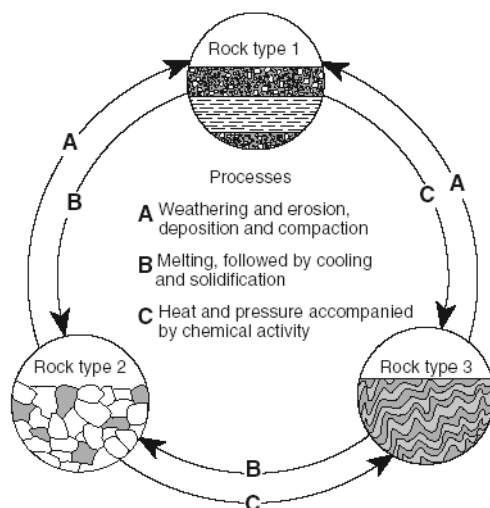 Rock type 1
A
A
B
C
Processes
A Weathering and erosion,
deposition and compaction
B Melting, followed by cooling
and solidification
C Heat and pressure accompanied
by chemical activity
Rock type 2
Rock type 3
B
C